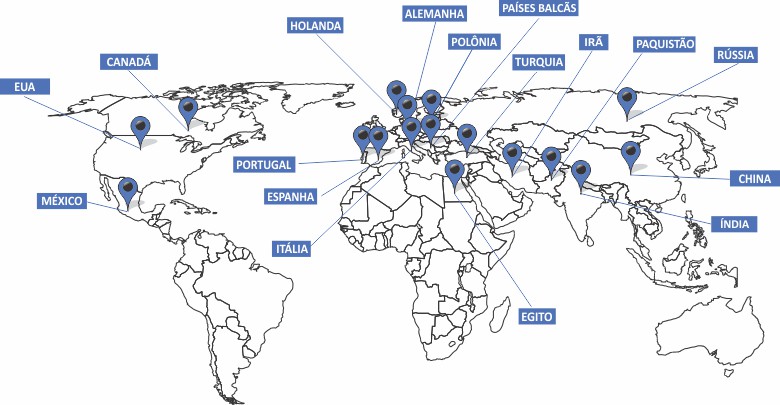 PAÍSES BALCÃS
ALEMANHA
HOLANDA
POLÔNIA
IRÃ
PAQUISTÃO
RÚSSIA
CANADÁ
TURQUIA
EUA
PORTUGAL
CHINA
ESPANHA
MÉXICO
ÍNDIA
ITÁLIA
EGITO